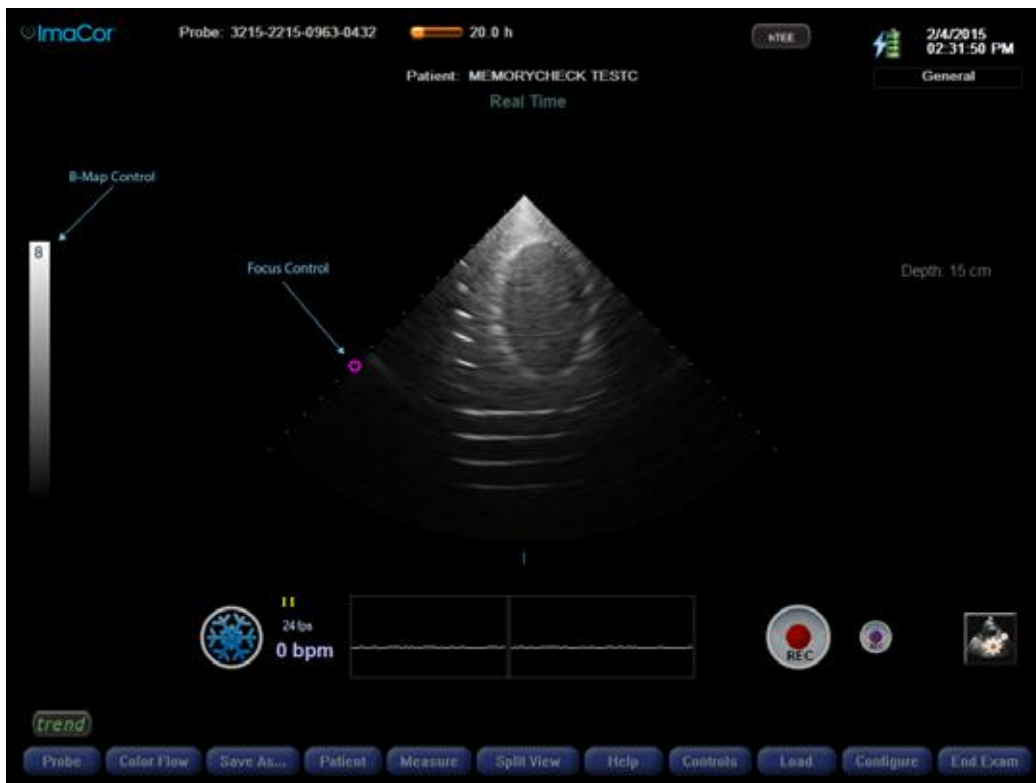 ImaCor
Probe: 3215-2215-0963-0432
20.0 h
hTEE
2/4/2015
02:31:50 PM
Patient: MEMORYCHECK TESTC
General
Real Time
B-Map Control
8
Focus Control
Depth: 15 cm
II
24 fps
0 bpm
REC
REC
trend
Probe
Color Flow
Save As...
Patient
Measure
Split View
Help
Controls
Load
Configure
End Exam